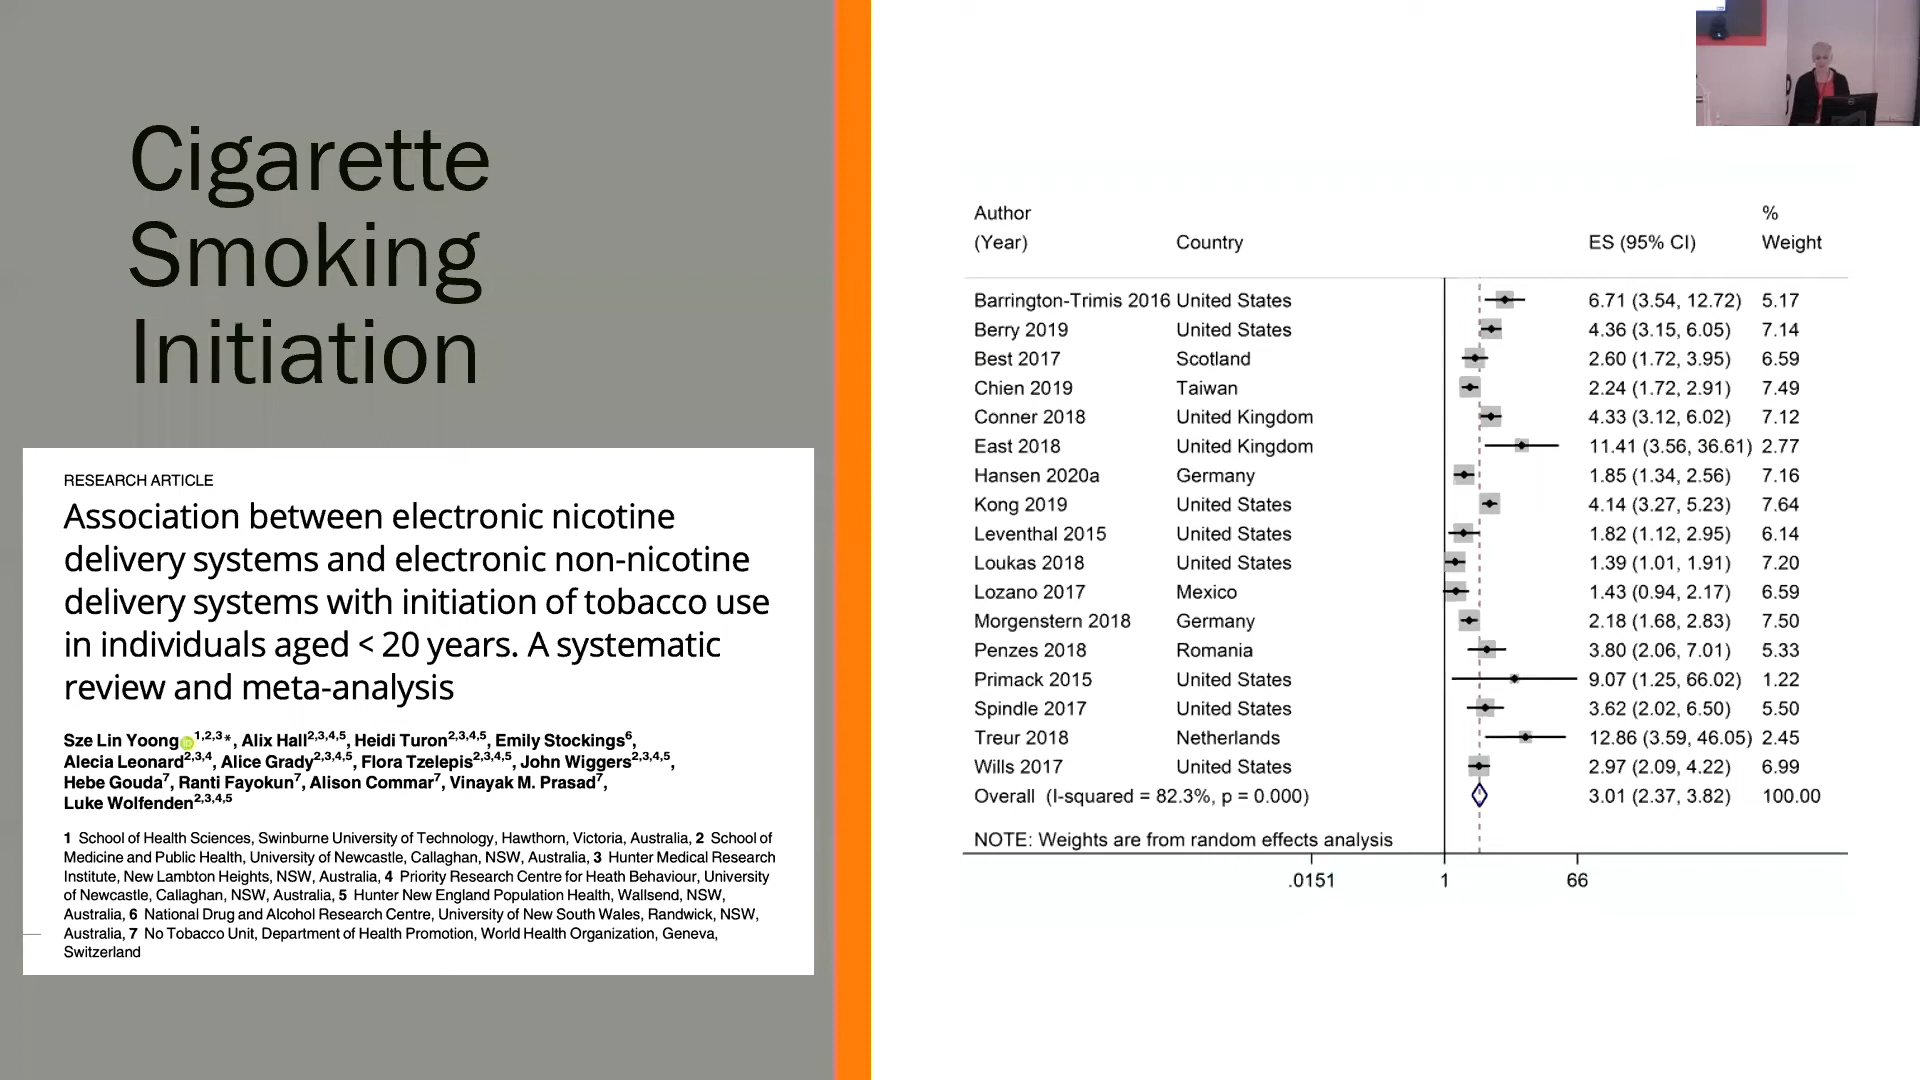 Cigarette
Smoking
Initiation
RESEARCH ARTICLE
Association between electronic nicotine
delivery systems and electronic non-nicotine
delivery systems with initiation of tobacco use
in individuals aged < 20 years. A systematic
review and meta-analysis
Sze Lin Yoong iD 1,2,3*, Alix Hall2,3,4,5, Heidi Turon2,3,4,5, Emily Stockings6,
Alecia Leonard2,3,4, Alice Grady2,3,4,5, Flora Tzelepis2,3,4,5, John Wiggers2,3,4,5,
Hebe Gouda7, Ranti Fayokun7, Alison Commar7, Vinayak M. Prasad7,
Luke Wolfenden2,3,4,5
1 School of Health Sciences, Swinburne University of Technology, Hawthorn, Victoria, Australia, 2 School of
Medicine and Public Health, University of Newcastle, Callaghan, NSW, Australia, 3 Hunter Medical Research
Institute, New Lambton Heights, NSW, Australia, 4 Priority Research Centre for Heath Behaviour, University
of Newcastle, Callaghan, NSW, Australia, 5 Hunter New England Population Health, Wallsend, NSW,
Australia, 6 National Drug and Alcohol Research Centre, University of New South Wales, Randwick, NSW,
Australia, 7 No Tobacco Unit, Department of Health Promotion, World Health Organization, Geneva,
Switzerland
Author %
(Year) Country ES (95% CI) Weight
Barrington-Trimis 2016 United States 6.71 (3.54, 12.72) 5.17
Berry 2019 United States 4.36 (3.15, 6.05) 7.14
Best 2017 Scotland 2.60 (1.72, 3.95) 6.59
Chien 2019 Taiwan 2.24 (1.72, 2.91) 7.49
Conner 2018 United Kingdom 4.33 (3.12, 6.02) 7.12
East 2018 United Kingdom 11.41 (3.56, 36.61) 2.77
Hansen 2020a Germany 1.85 (1.34, 2.56) 7.16
Kong 2019 United States 4.14 (3.27, 5.23) 7.64
Leventhal 2015 United States 1.82 (1.12, 2.95) 6.14
Loukas 2018 United States 1.39 (1.01, 1.91) 7.20
Lozano 2017 Mexico 1.43 (0.94, 2.17) 6.59
Morgenstern 2018 Germany 2.18 (1.68, 2.83) 7.50
Penzes 2018 Romania 3.80 (2.06, 7.01) 5.33
Primack 2015 United States 9.07 (1.25, 66.02) 1.22
Spindle 2017 United States 3.62 (2.02, 6.50) 5.50
Treur 2018 Netherlands 12.86 (3.59, 46.05) 2.45
Wills 2017 United States 2.97 (2.09, 4.22) 6.99
Overall (I-squared = 82.3%, p = 0.000) 3.01 (2.37, 3.82) 100.00
NOTE: Weights are from random effects analysis
.0151 1 66